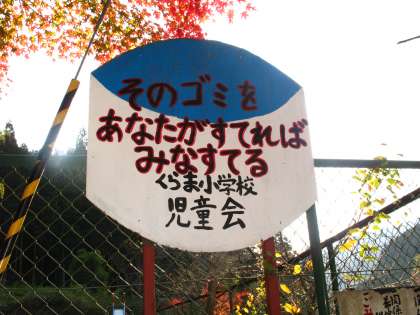 そのゴミを
あなたがすてれば
みなすてる
くらま小学校
児童会